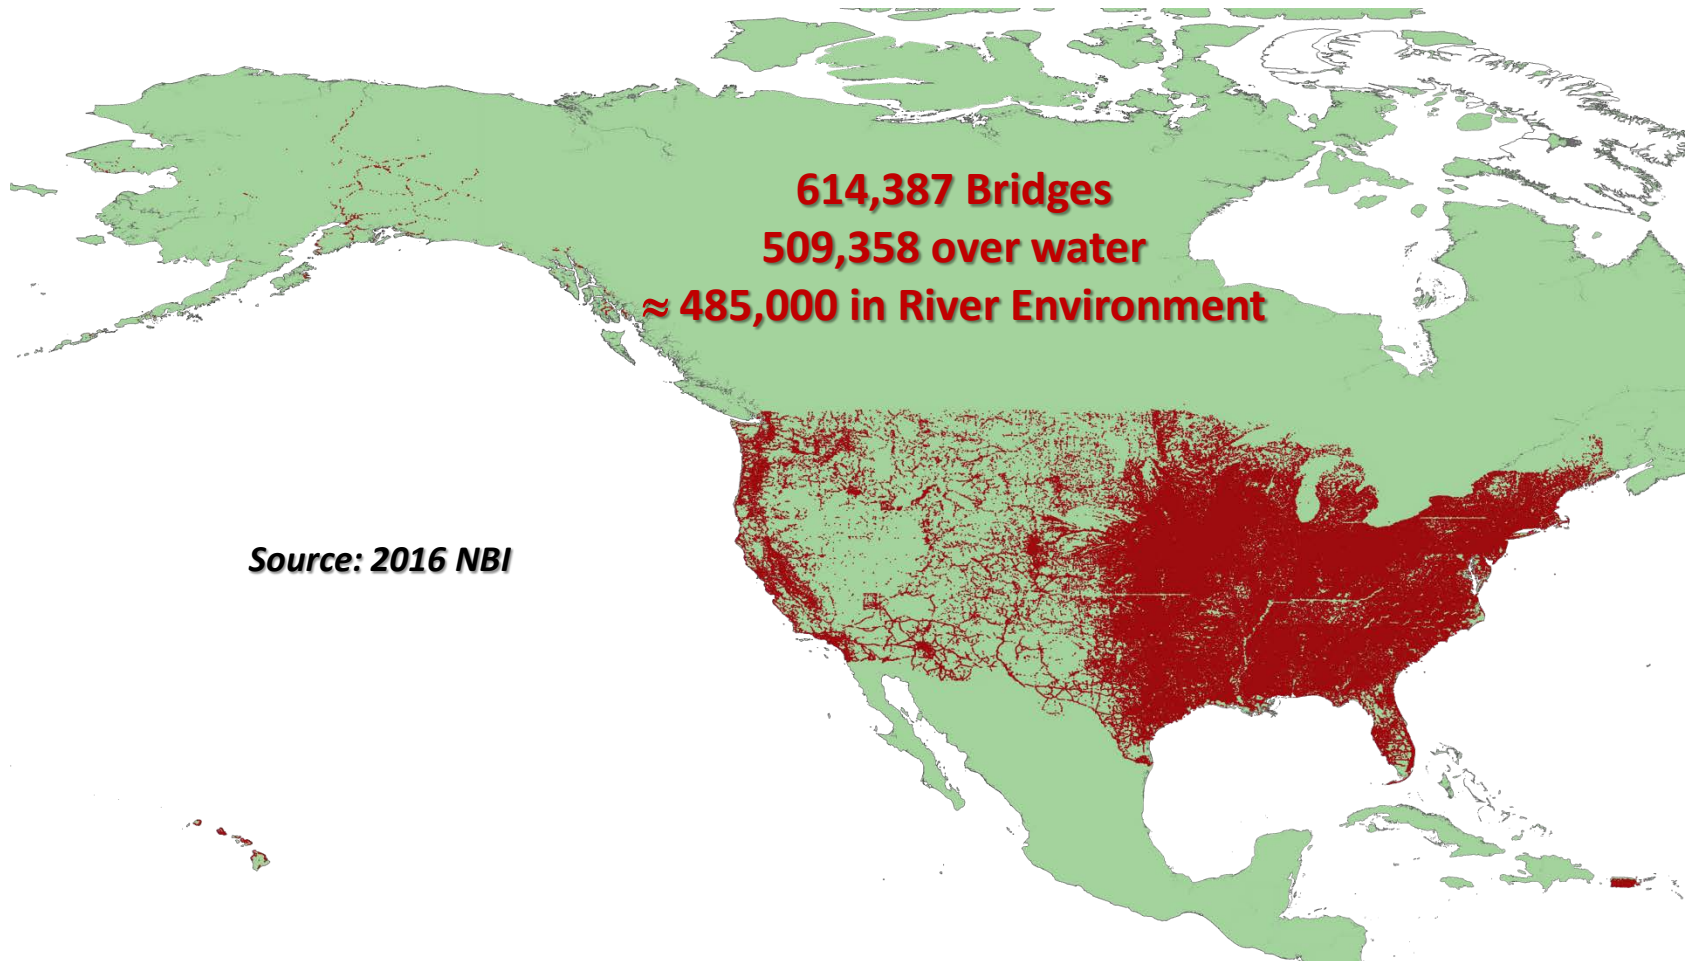 614,387 Bridges
509,358 over water
≈ 485,000 in River Environment
Source: 2016 NBI